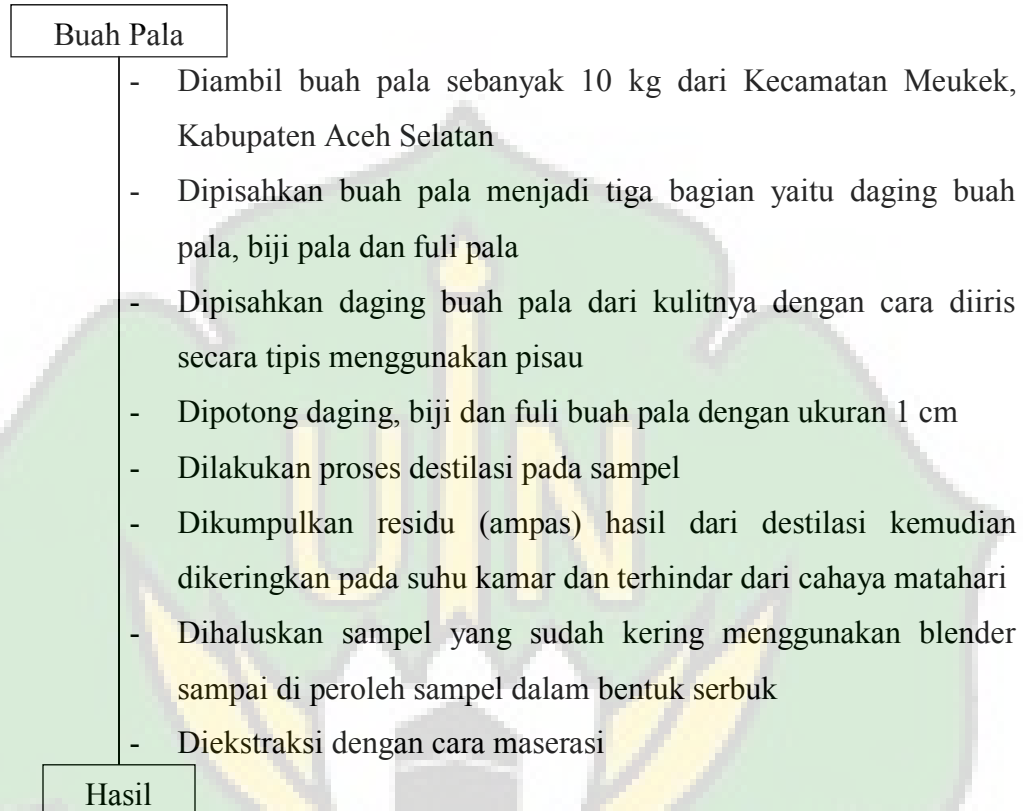 Buah Pala
- Diambil buah pala sebanyak 10 kg dari Kecamatan Meukek,
Kabupaten Aceh Selatan
- Dipisahkan buah pala menjadi tiga bagian yaitu daging buah
pala, biji pala dan fuli pala
- Dipisahkan daging buah pala dari kulitnya dengan cara diiris
secara tipis menggunakan pisau
- Dipotong daging, biji dan fuli buah pala dengan ukuran 1 cm
- Dilakukan proses destilasi pada sampel
- Dikumpulkan residu (ampas) hasil dari destilasi kemudian
dikeringkan pada suhu kamar dan terhindar dari cahaya matahari
- Dihaluskan sampel yang sudah kering menggunakan blender
sampai di peroleh sampel dalam bentuk serbuk
- Diekstraksi dengan cara maserasi
Hasil
UIN